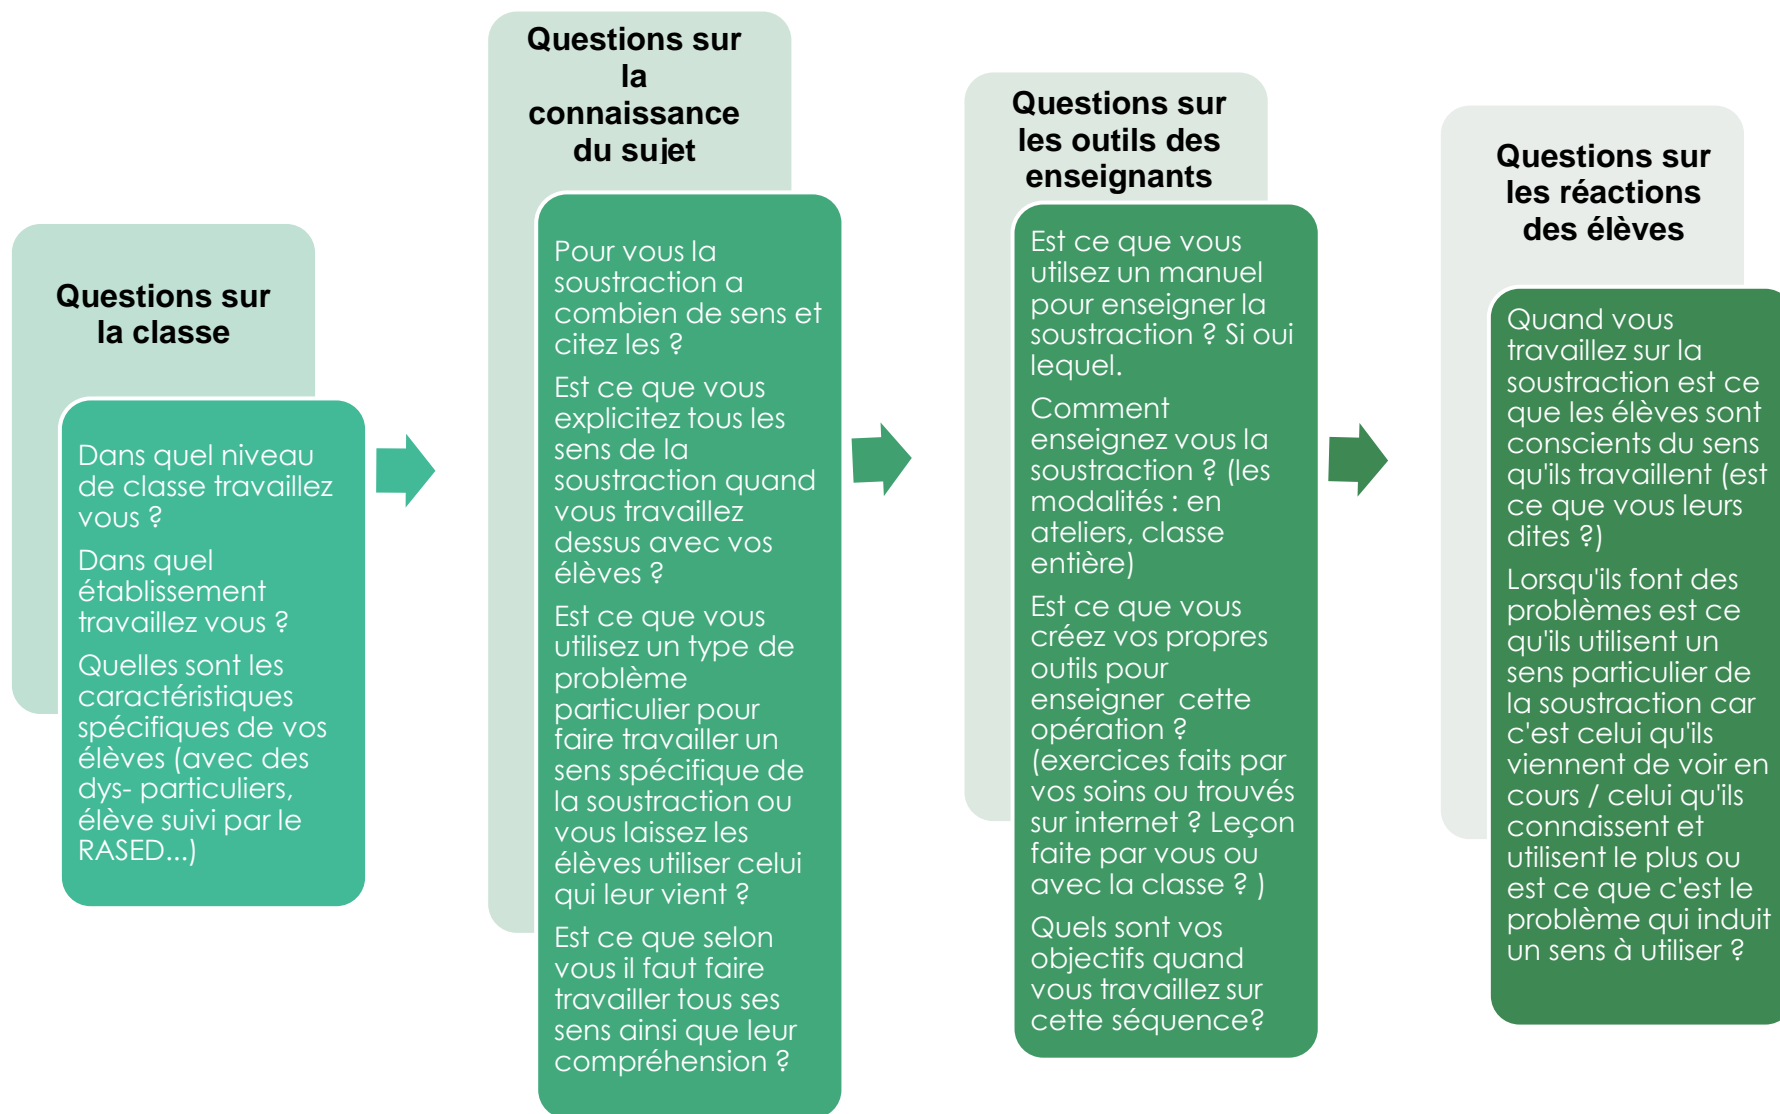 Questions sur
la classe
Dans quel niveau
de classe travaillez
vous ?
Dans quel
établissement
travaillez vous ?
Quelles sont les
caractéristiques
spécifiques de vos
élèves (avec des
dys- particuliers,
élève suivi par le
RASED...)
Questions sur
la
connaissance
du sujet
Pour vous la
soustraction a
combien de sens et
citez les ?
Est ce que vous
explicitez tous les
sens de la
soustraction quand
vous travaillez
dessus avec vos
élèves ?
Est ce que vous
utilisez un type de
problème
particulier pour
faire travailler un
sens spécifique de
la soustraction ou
vous laissez les
élèves utiliser celui
qui leur vient ?
Est ce que selon
vous il faut faire
travailler tous ses
sens ainsi que leur
compréhension ?
Questions sur
les outils des
enseignants
Est ce que vous
utilsez un manuel
pour enseigner la
soustraction ? Si oui
lequel.
Comment
enseignez vous la
soustraction ? (les
modalités : en
ateliers, classe
entière)
Est ce que vous
créez vos propres
outils pour
enseigner cette
opération ?
(exercices faits par
vos soins ou trouvés
sur internet ? Leçon
faite par vous ou
avec la classe ? )
Quels sont vos
objectifs quand
vous travaillez sur
cette séquence?
Questions sur
les réactions
des élèves
Quand vous
travaillez sur la
soustraction est ce
que les élèves sont
conscients du sens
qu'ils travaillent (est
ce que vous leurs
dites ?)
Lorsqu'ils font des
problèmes est ce
qu'ils utilisent un
sens particulier de
la soustraction car
c'est celui qu'ils
viennent de voir en
cours / celui qu'ils
connaissent et
utilisent le plus ou
est ce que c'est le
problème qui induit
un sens à utiliser ?